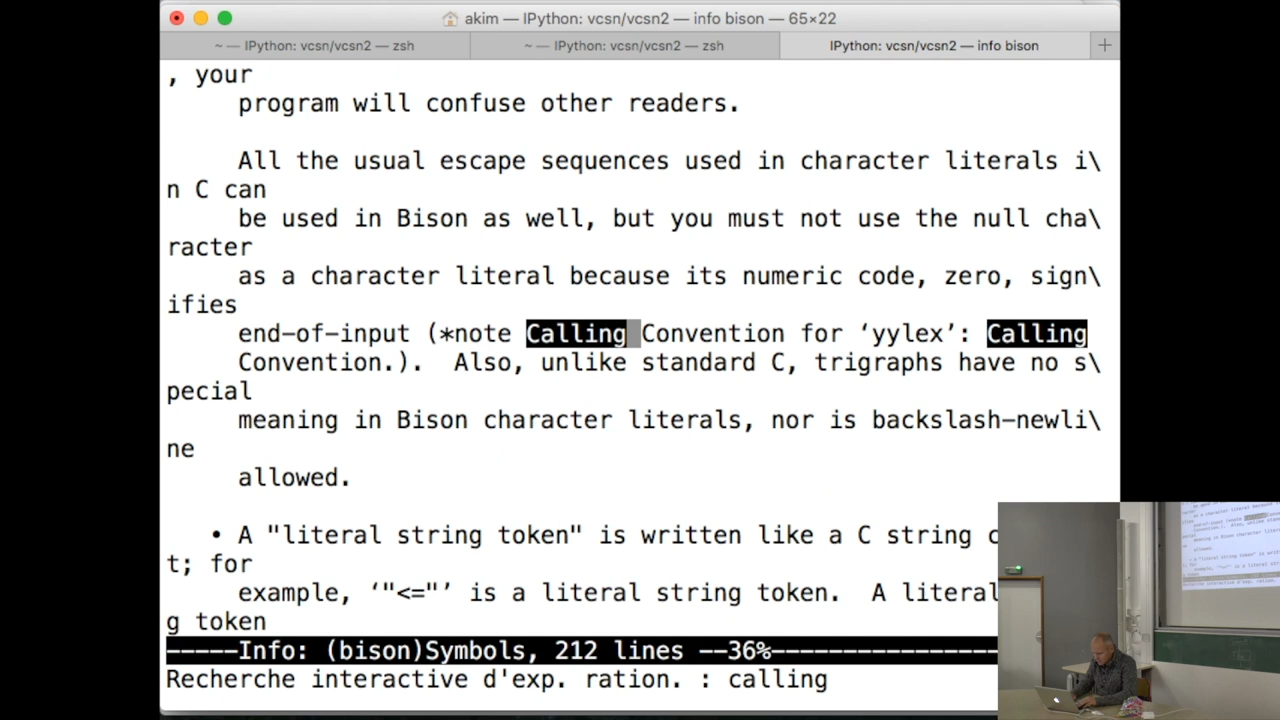 akim — IPython: vcsn/vcsn2 — info bison — 65×22
~ — IPython: vcsn/vcsn2 — zsh
~ — IPython: vcsn/vcsn2 — zsh
IPython: vcsn/vcsn2 — info bison
, your
program will confuse other readers.
All the usual escape sequences used in character literals i\
n C can
be used in Bison as well, but you must not use the null cha\
racter
as a character literal because its numeric code, zero, sign\
ifies
end-of-input (*note Calling Convention for ‘yylex’: Calling
Convention.). Also, unlike standard C, trigraphs have no s\
pecial
meaning in Bison character literals, nor is backslash-newli\
ne
allowed.
• A "literal string token" is written like a C string
t; for
example, ‘"<="’ is a literal string token. A literal
g token
-----Info: (bison)Symbols, 212 lines --36%----------------
Recherche interactive d'exp. ration. : calling